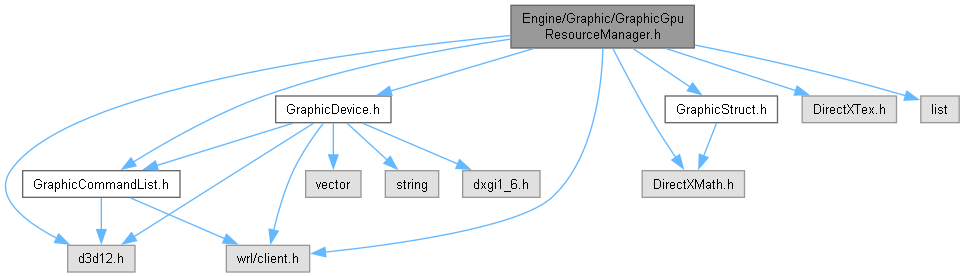 Engine/Graphic/GraphicGpu
ResourceManager.h
GraphicDevice.h
GraphicStruct.h
DirectXTex.h
list
GraphicCommandList.h
vector
string
dxgi1_6.h
DirectXMath.h
d3d12.h
wrl/client.h